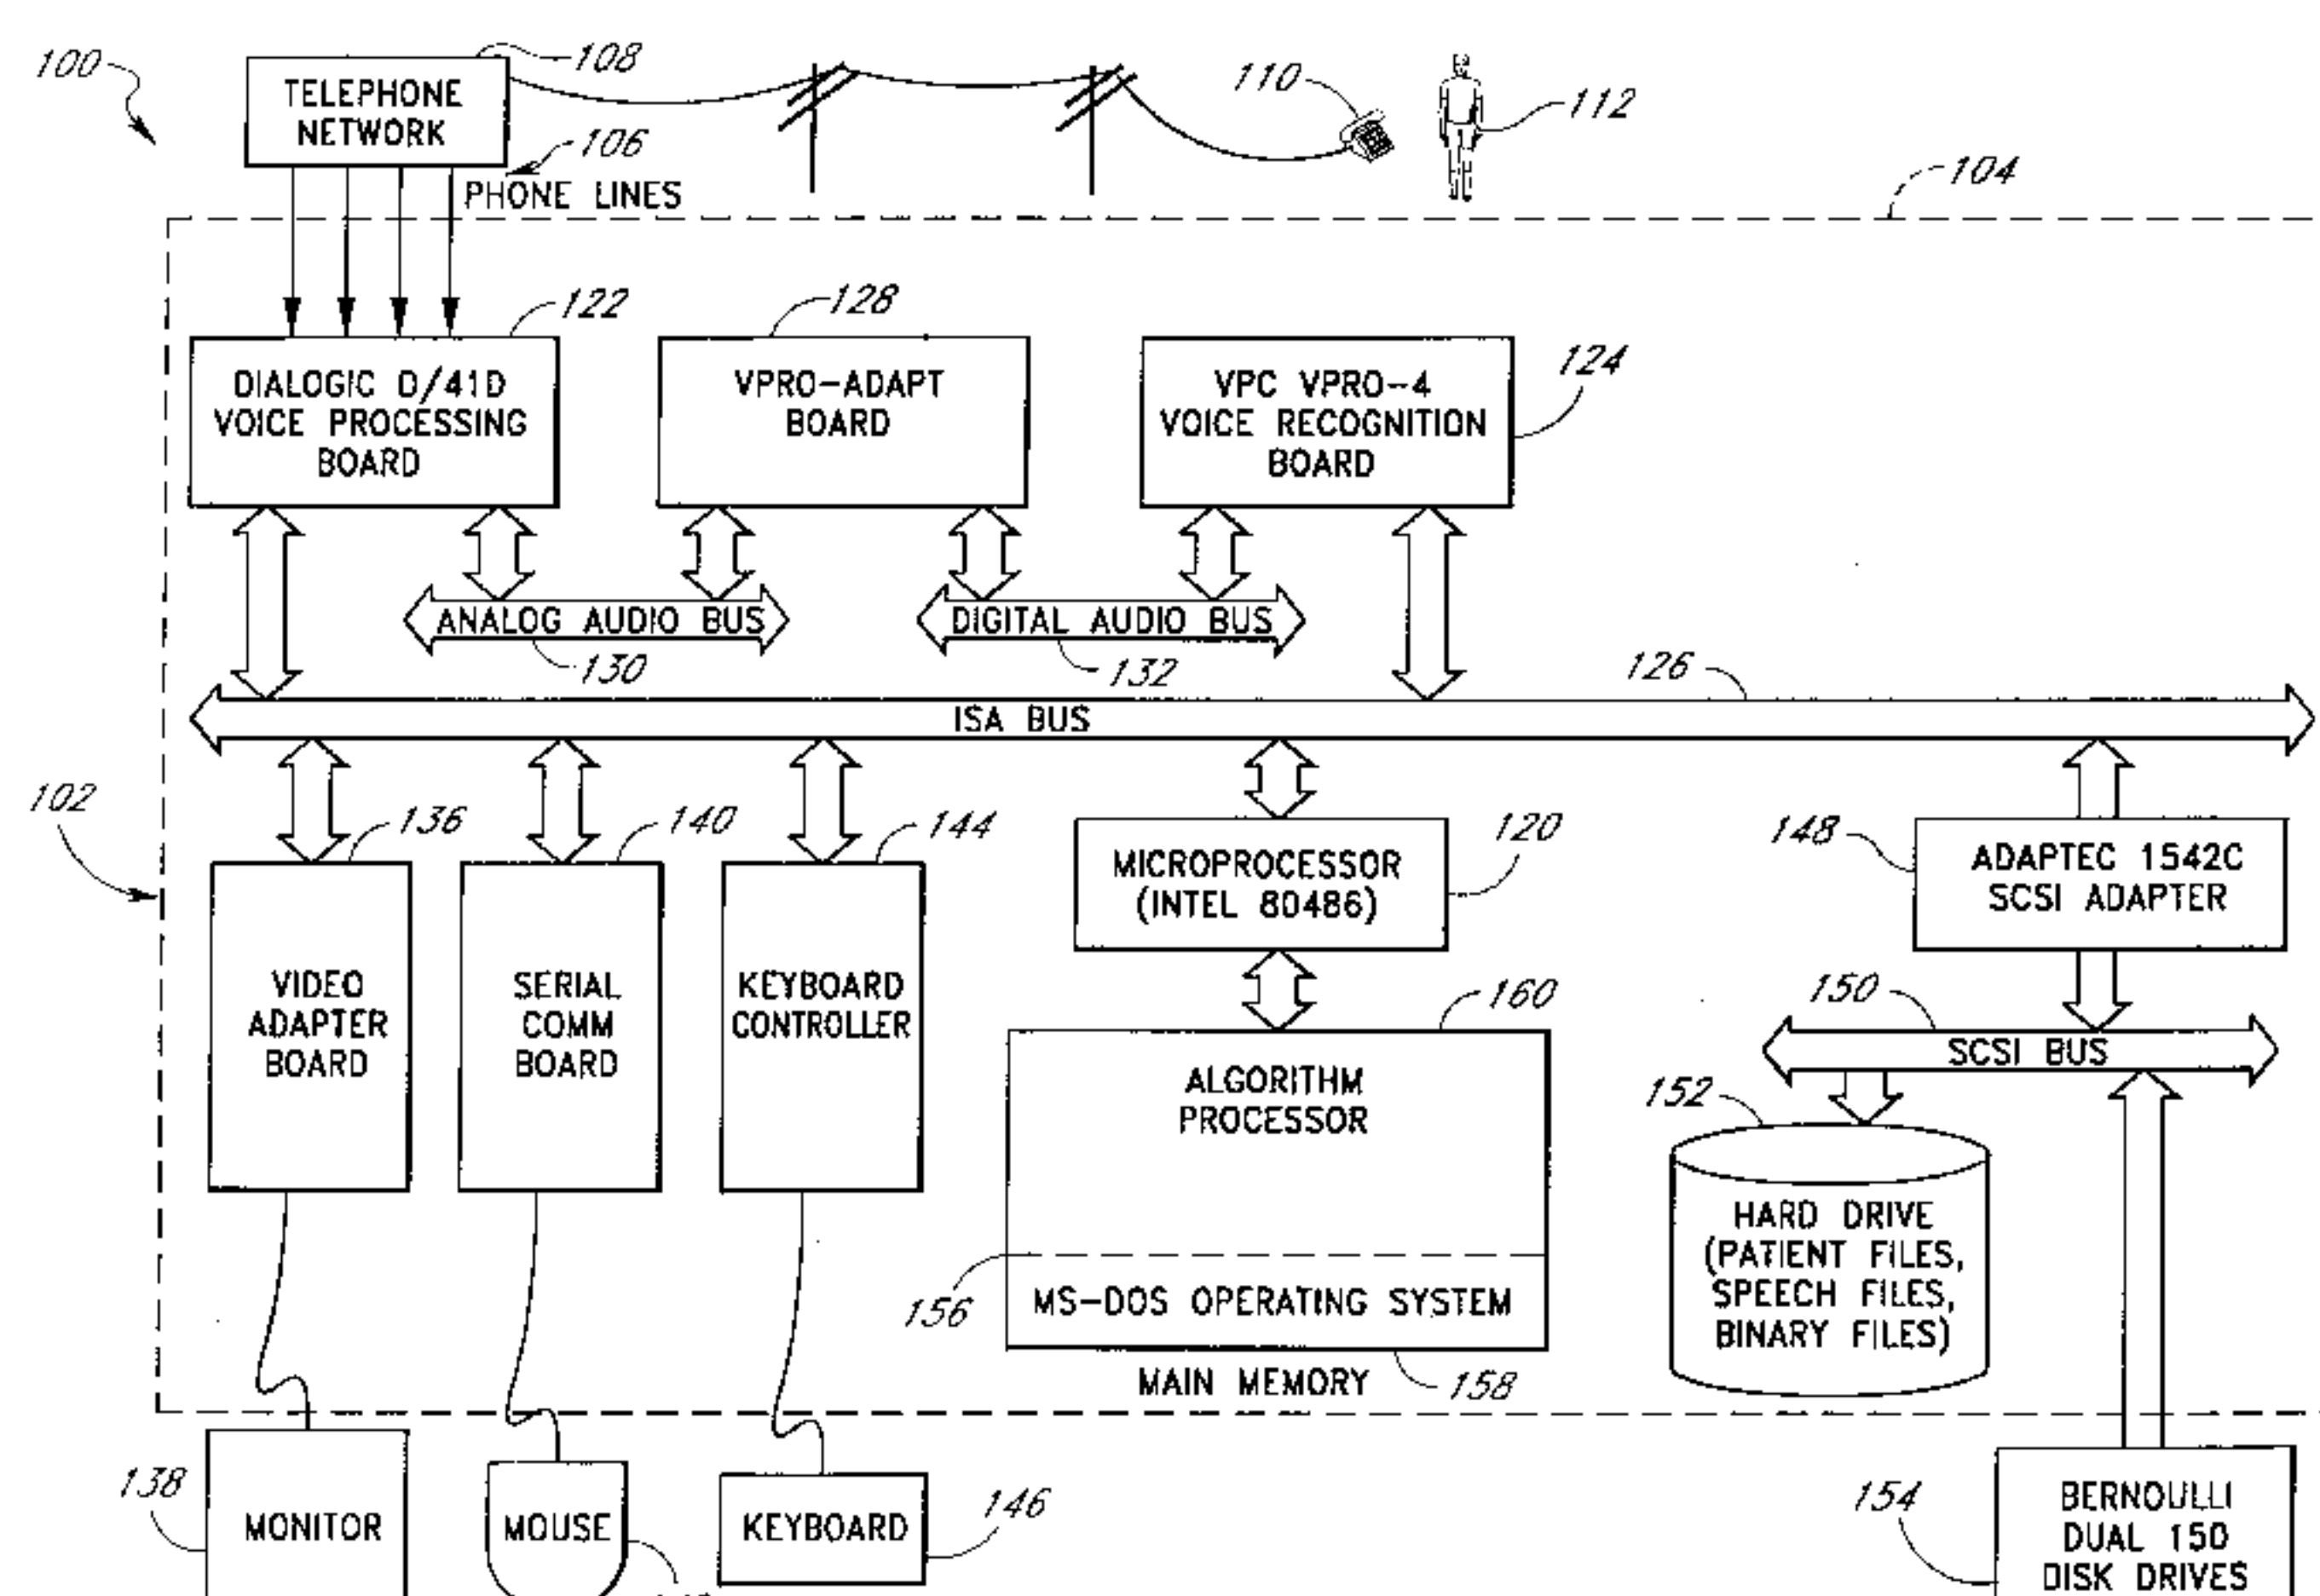 100
108
TELEPHONE
NETWORK
106
PHONE LINES
110
112
104
122
DIALOGIC D/41D
VOICE PROCESSING
BOARD
128
VPRO-ADAPT
BOARD
124
VPC VPRO-4
VOICE RECOGNITION
BOARD
ANALOG AUDIO BUS
130
DIGITAL AUDIO BUS
132
126
ISA BUS
102
136
VIDEO
ADAPTER
BOARD
140
SERIAL
COMM
BOARD
144
KEYBOARD
CONTROLLER
120
MICROPROCESSOR
(INTEL 80486)
148
ADAPTEC 1542C
SCSI ADAPTER
160
ALGORITHM
PROCESSOR
156
MS-DOS OPERATING SYSTEM
MAIN MEMORY
158
150
SCSI BUS
152
HARD DRIVE
(PATIENT FILES,
SPEECH FILES,
BINARY FILES)
138
MONITOR
MOUSE
KEYBOARD
146
154
BERNOULLI
DUAL 150
DISK DRIVES